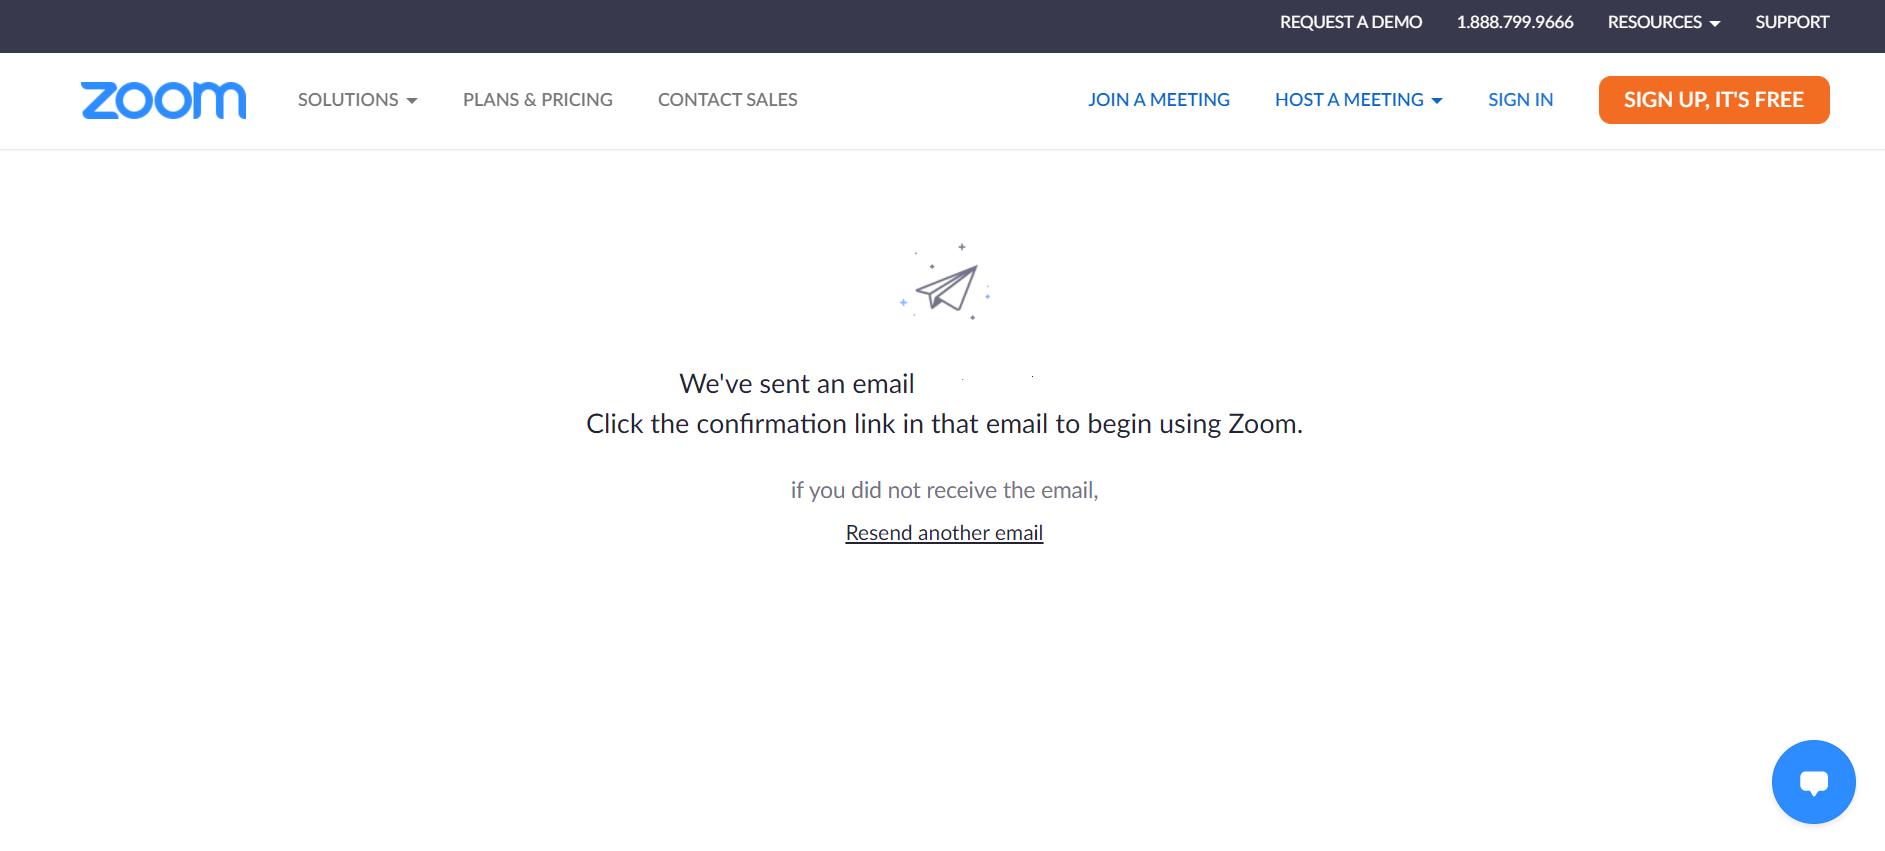 REQUEST A DEMO 1.888.799.9666 RESOURCES SUPPORT
zoom SOLUTIONS PLANS & PRICING CONTACT SALES JOIN A MEETING HOST A MEETING SIGN IN SIGN UP, IT'S FREE
We've sent an email
Click the confirmation link in that email to begin using Zoom.
if you did not receive the email,
Resend another email